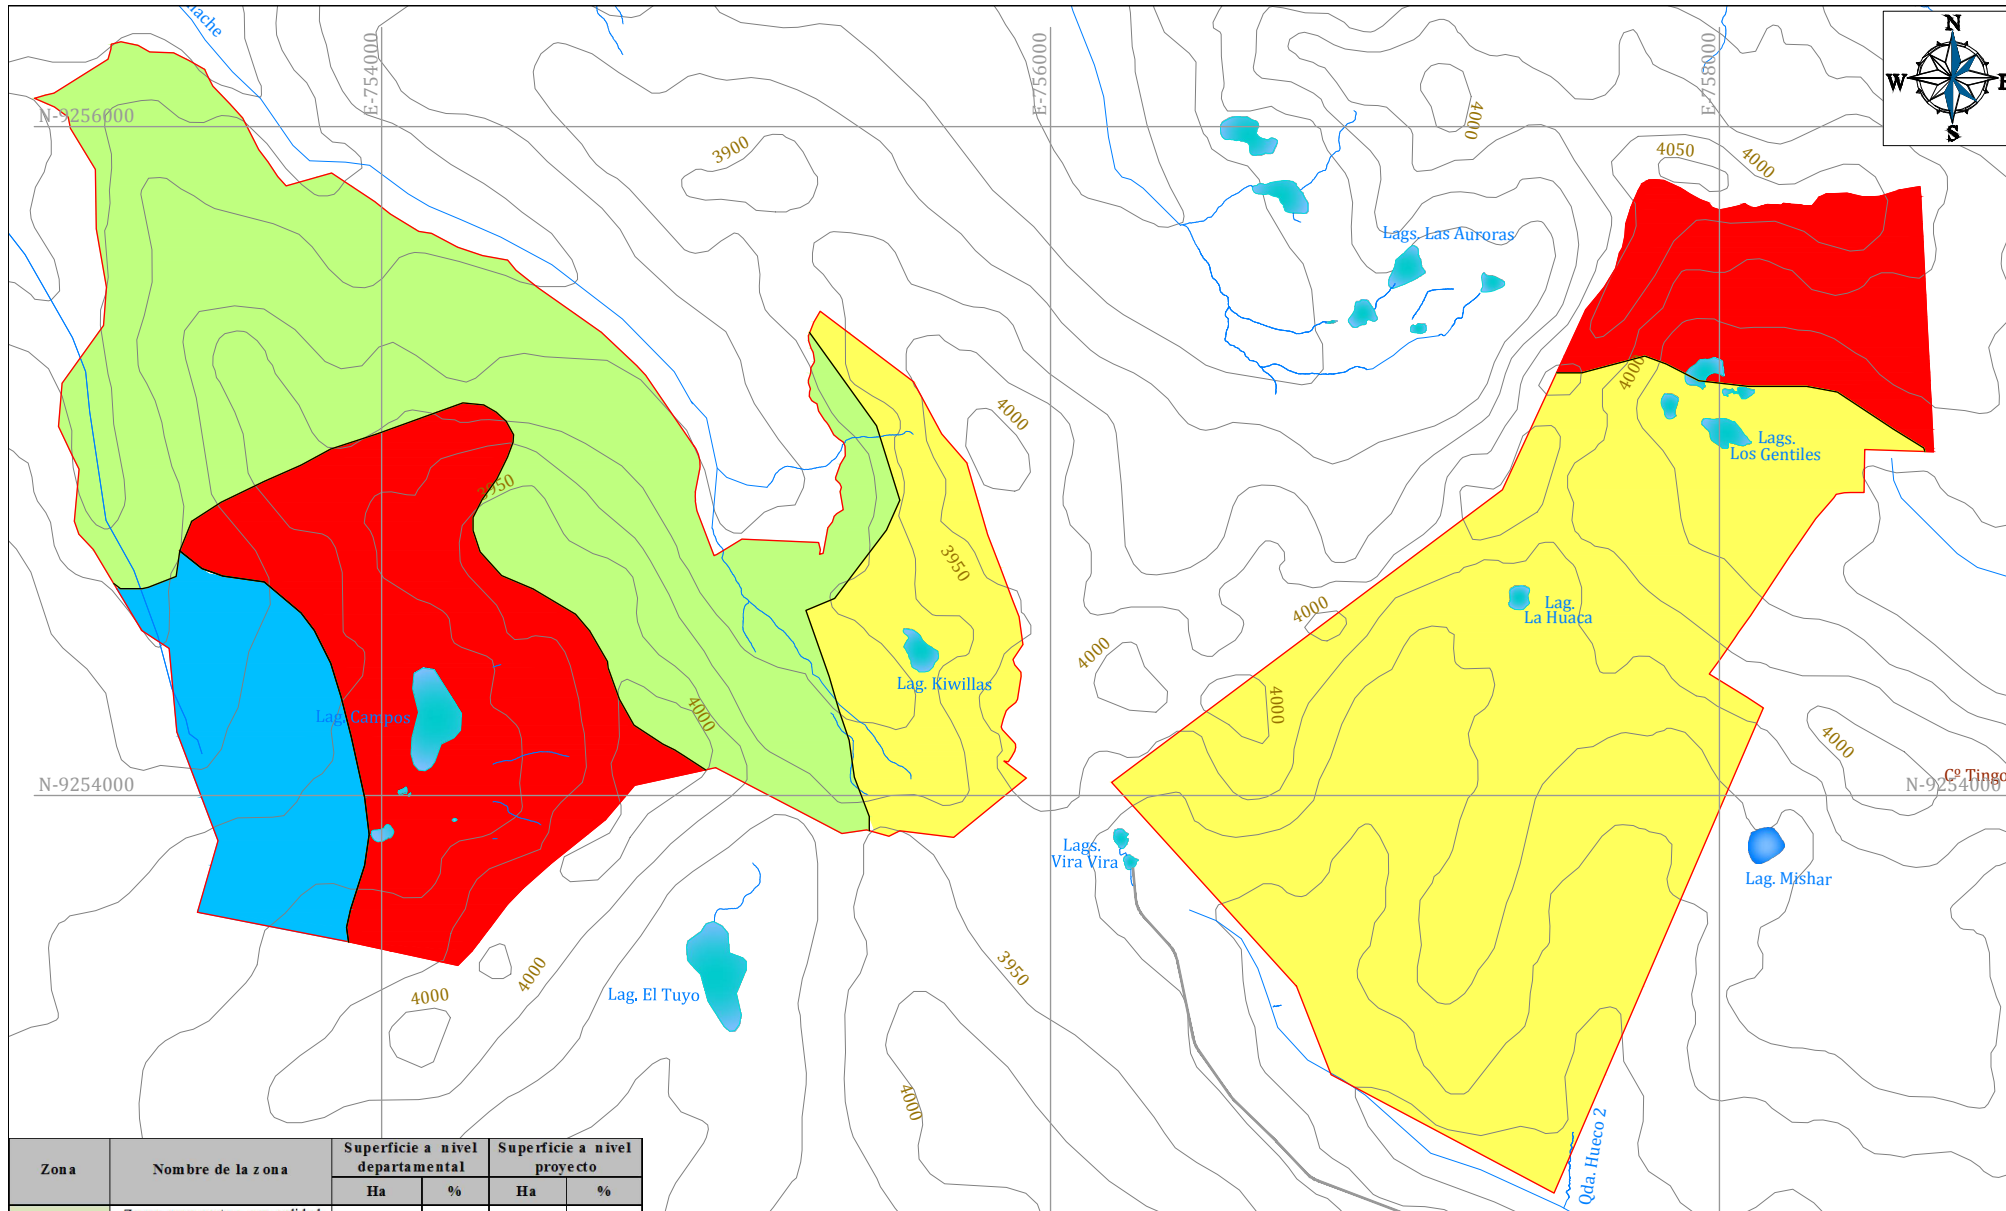 N
W
E
S
E-754000
E-756000
E-758000
N-9256000
3900
4000
4050
4000
Lags. Las Auroras
4000
4000
Lags.
Los Gentiles
3950
3950
Lag.
La Huaca
4000
4000
Lag. Kiwillas
4000
4000
Lag. Campos
4000
Cº Tingo
N-9254000
N-9254000
Lags.
Vira Vira
Lag. Mishar
4000
4000
3950
Lag. El Tuyo
4000
Qda. Hueco 2
Zona
Nombre de la zona
Superficie a nivel
departamental
Superficie a nivel
proyecto
Ha
%
Ha
%